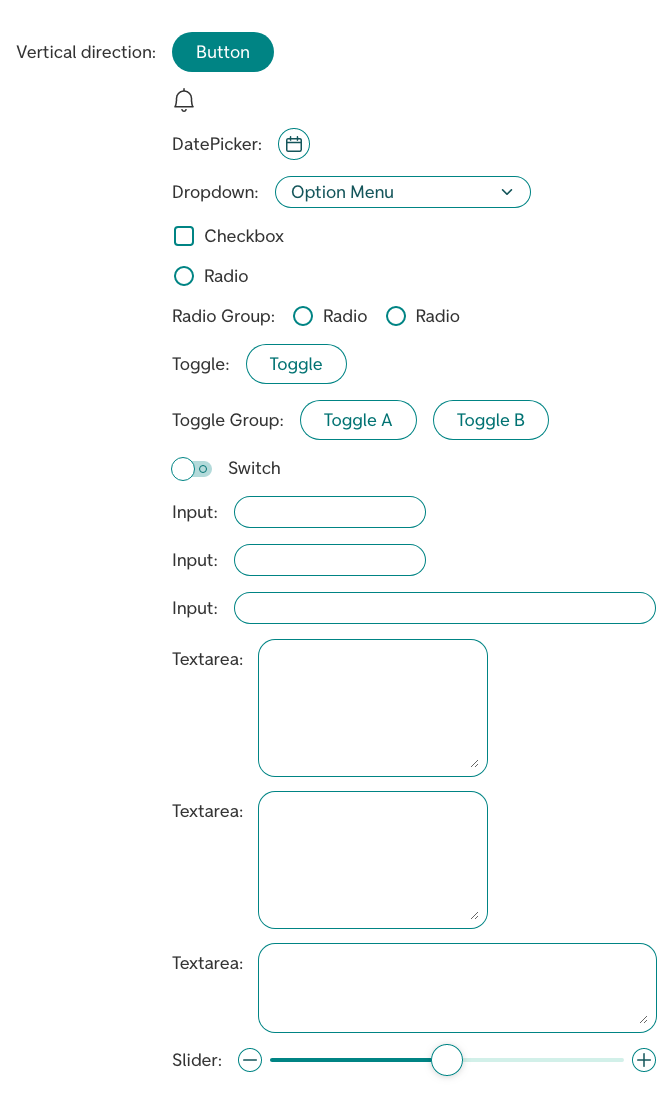 Vertical direction: Button
DatePicker:
Dropdown: Option Menu
Checkbox
Radio
Radio Group: Radio Radio
Toggle: Toggle
Toggle Group: Toggle A Toggle B
Switch
Input:
Input:
Input:
Textarea:
Textarea:
Textarea:
Slider: